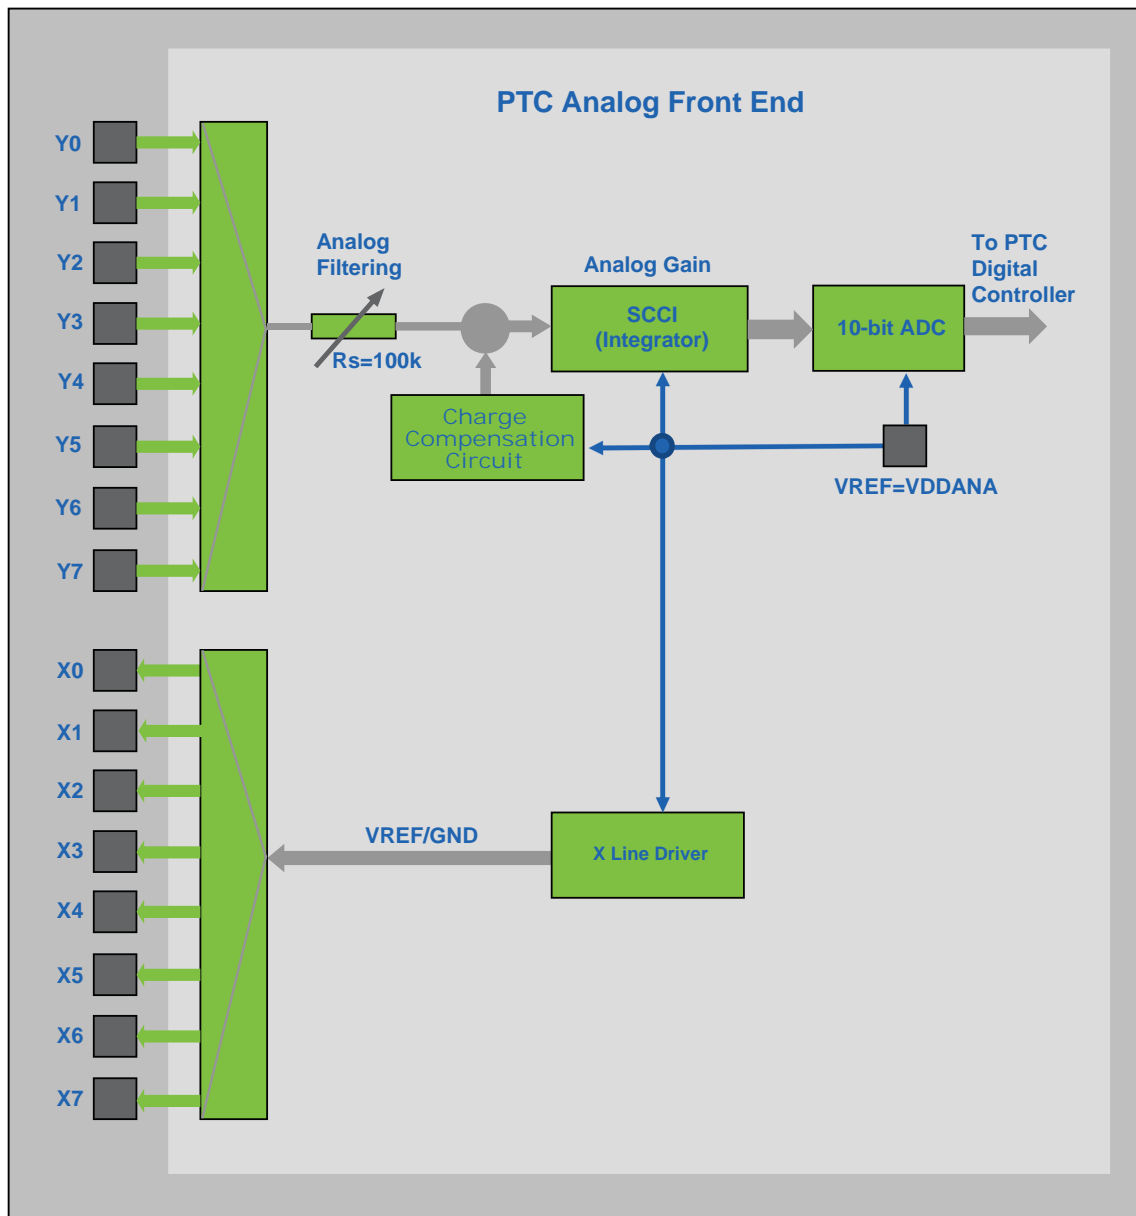 PTC Analog Front End
Y0
Y1
Y2
Y3
Y4
Y5
Y6
Y7
Analog
Filtering
Rs=100k
Analog Gain
SCCI
(Integrator)
10-bit ADC
To PTC
Digital
Controller
Charge
Compensation
Circuit
VREF=VDDANA
X0
X1
X2
X3
X4
X5
X6
X7
VREF/GND
X Line Driver